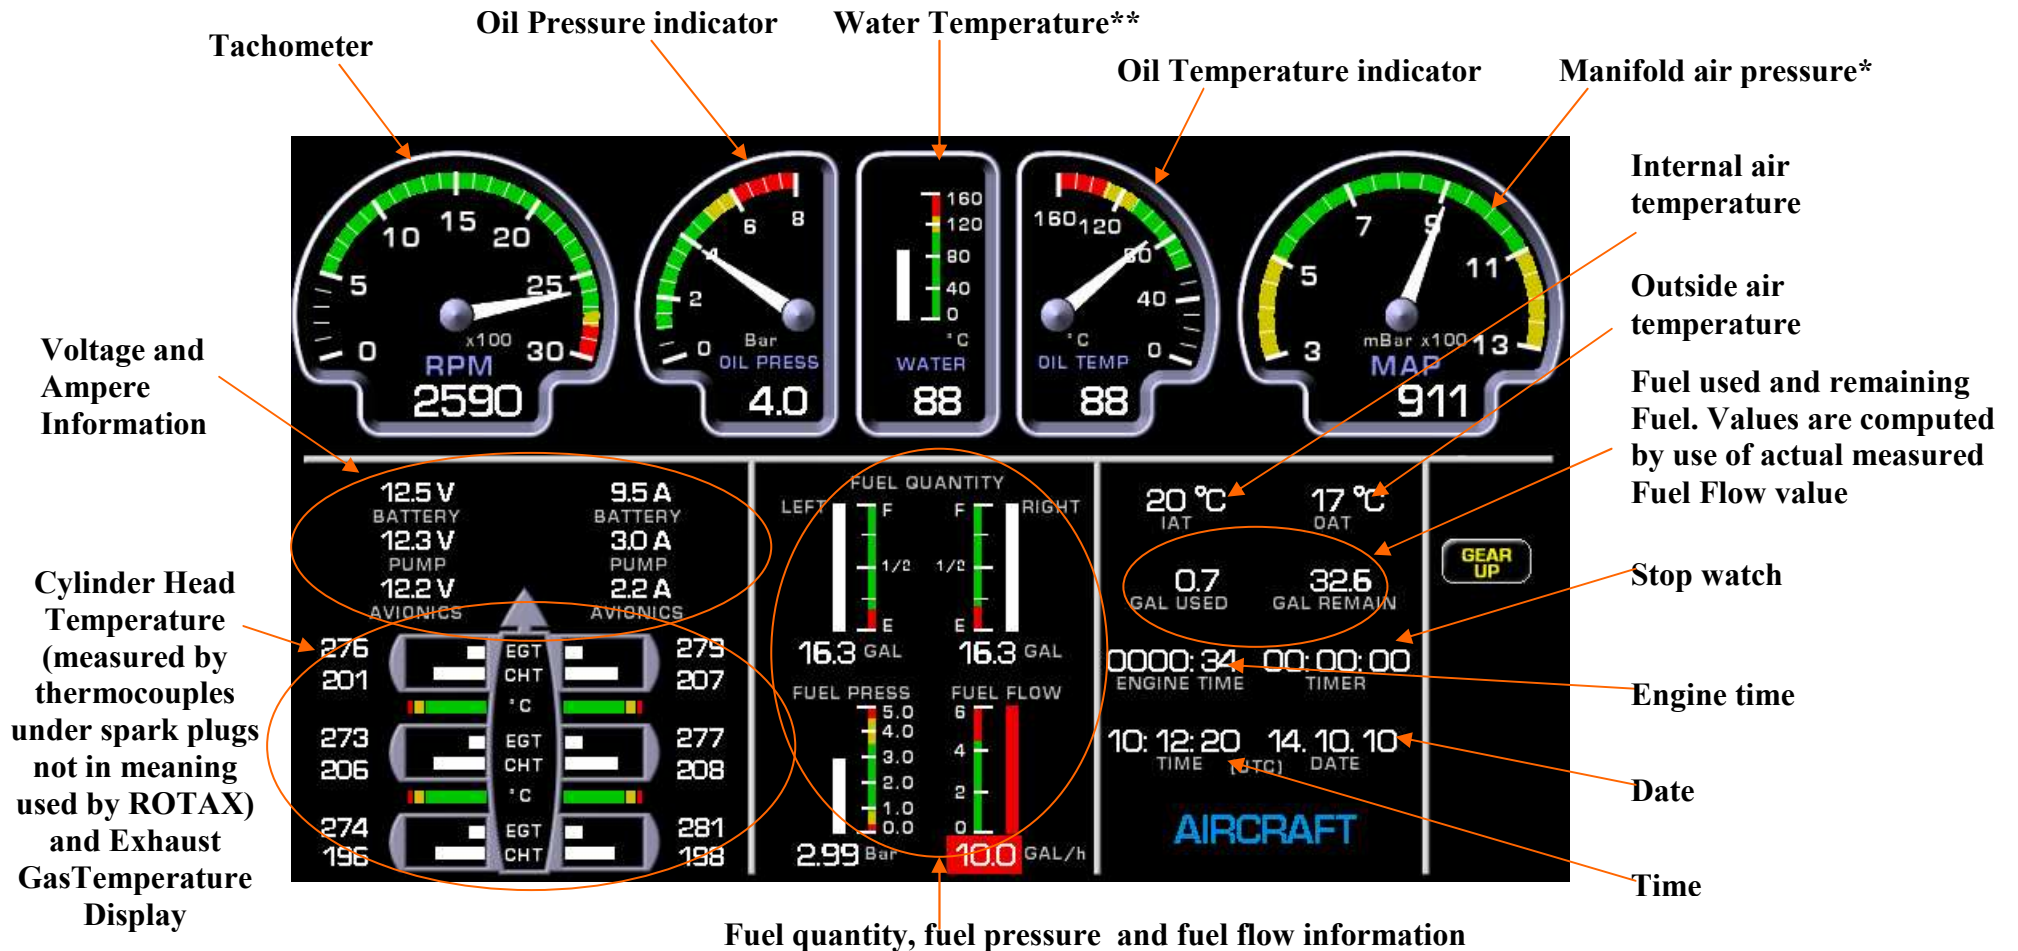 Oil Pressure indicator
Water Temperature**
Tachometer
Oil Temperature indicator
Manifold air pressure*
0
5
10
15
20
25
30
x100
RPM
2590
0
2
4
6
8
Bar
OIL PRESS
4.0
160
120
80
40
0
°C
WATER
88
160
120
80
40
0
°C
OIL TEMP
88
3
5
7
9
11
13
mBar x100
MAP
911
Internal air
temperature
Outside air
temperature
Fuel used and remaining
Fuel. Values are computed
by use of actual measured
Fuel Flow value
Stop watch
Engine time
Date
Time
Voltage and
Ampere
Information
Cylinder Head
Temperature
(measured by
thermocouples
under spark plugs
not in meaning
used by ROTAX)
and Exhaust
GasTemperature
Display
12.5 V 9.5 A
BATTERY BATTERY
12.3 V 3.0 A
PUMP PUMP
12.2 V 2.2 A
AVIONICS AVIONICS
276 EGT 279
201 CHT 207
°C
273 EGT 277
206 CHT 208
°C
274 EGT 281
196 CHT 198
FUEL QUANTITY
LEFT F F RIGHT
1/2 1/2
E E
16.3 GAL 16.3 GAL
FUEL PRESS FUEL FLOW
5.0
4.0
3.0
2.0
1.0
0.0
6
4
2
0
2.99 Bar 10.0 GAL/h
20 °C 17 °C
IAT OAT
0.7 32.6
GAL USED GAL REMAIN
0000:34 00:00:00
ENGINE TIME TIMER
10:12:20 14.10.10
TIME (UTC) DATE
AIRCRAFT
GEAR
UP
Fuel quantity, fuel pressure and fuel flow information